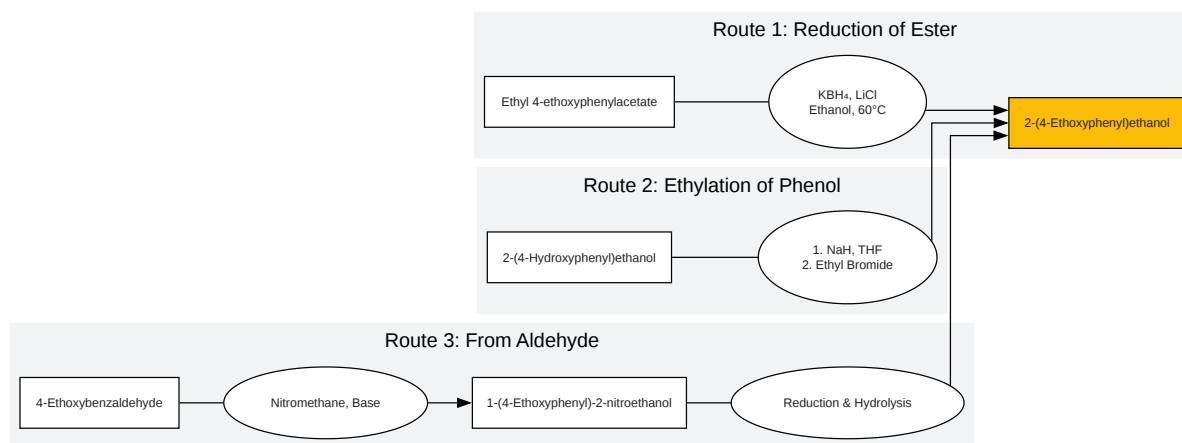 Route 1: Reduction of Ester
Ethyl 4-ethoxyphenylacetate
KBH₄, LiCl
Ethanol, 60°C
2-(4-Ethoxyphenyl)ethanol
Route 2: Ethylation of Phenol
2-(4-Hydroxyphenyl)ethanol
1. NaH, THF
2. Ethyl Bromide
Route 3: From Aldehyde
4-Ethoxybenzaldehyde
Nitromethane, Base
1-(4-Ethoxyphenyl)-2-nitroethanol
Reduction & Hydrolysis